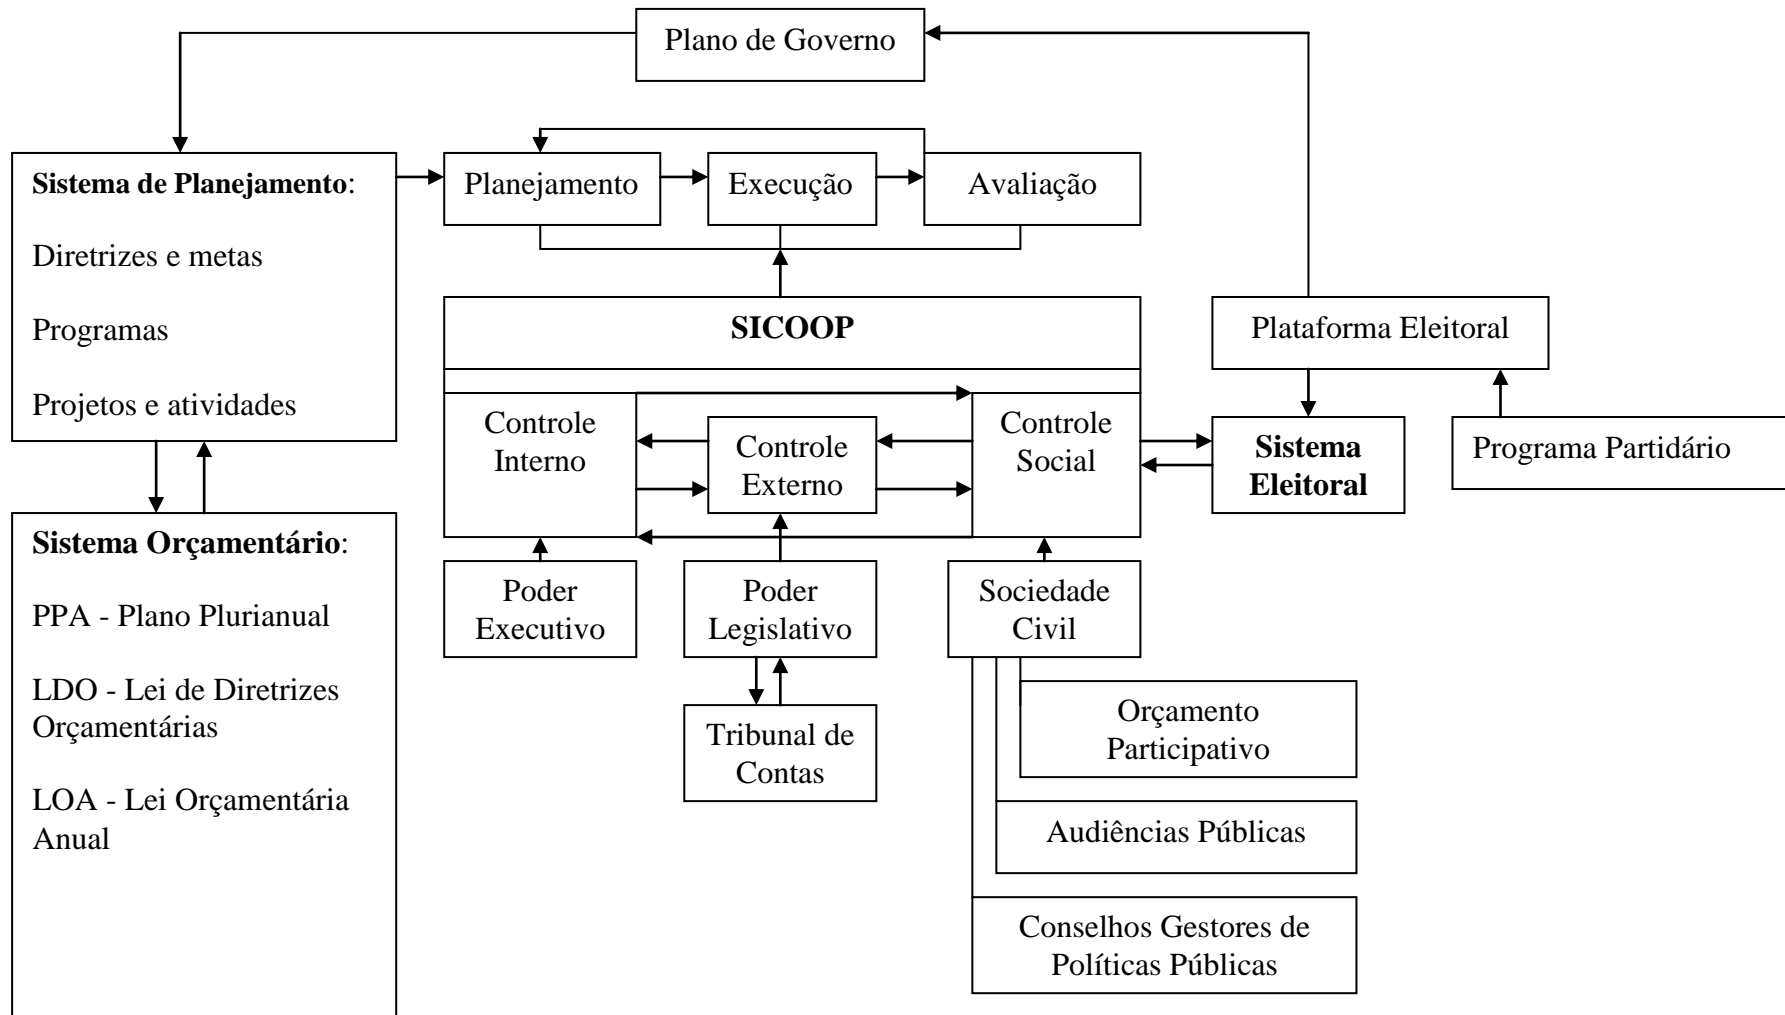 Plano de Governo
Sistema de Planejamento:
Diretrizes e metas
Programas
Projetos e atividades
Planejamento
Execução
Avaliação
SICOOP
Plataforma Eleitoral
Controle
Interno
Controle
Externo
Controle
Social
Sistema
Eleitoral
Programa Partidário
Sistema Orçamentário:
PPA - Plano Plurianual
LDO - Lei de Diretrizes
Orçamentárias
LOA - Lei Orçamentária
Anual
Poder
Executivo
Poder
Legislativo
Sociedade
Civil
Tribunal de
Contas
Orçamento
Participativo
Audiências Públicas
Conselhos Gestores de
Políticas Públicas